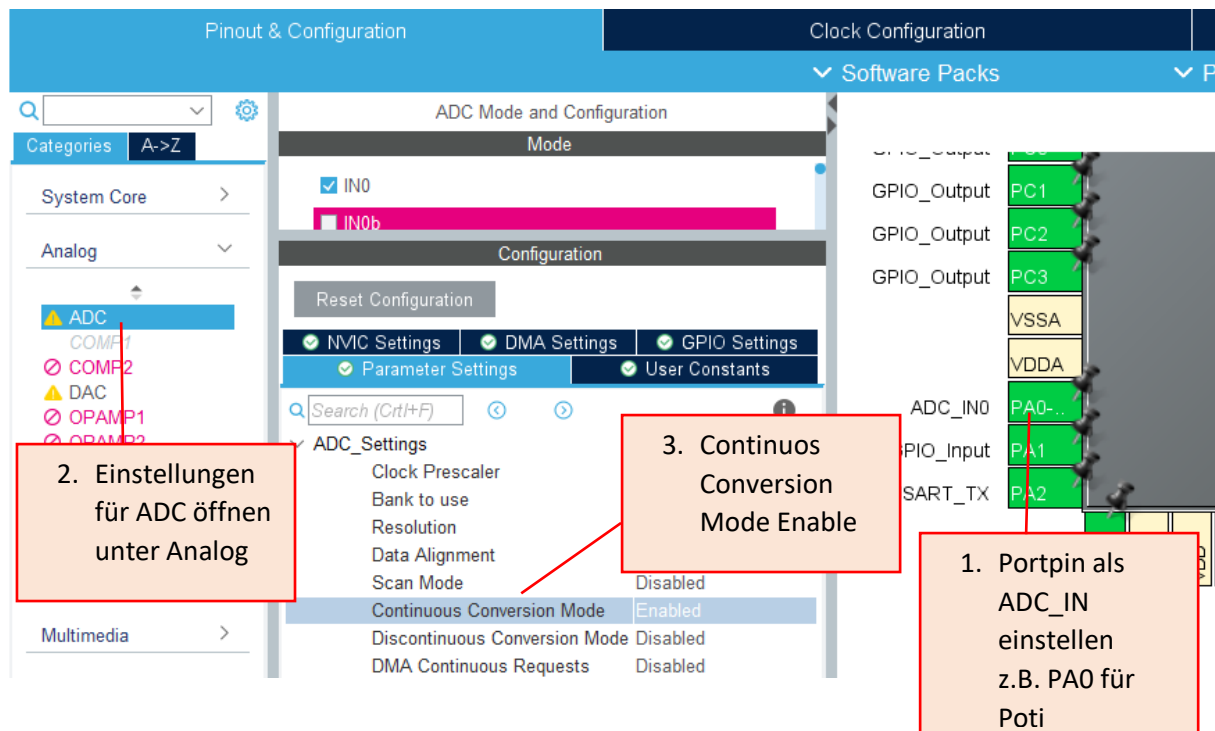 Pinout & Configuration
Clock Configuration
Software Packs
P
Categories
A->Z
System Core
Analog
ADC
COMP1
COMP2
DAC
OPAMP1
Multimedia
ADC Mode and Configuration
Mode
IN0
IN0b
Configuration
Reset Configuration
NVIC Settings
DMA Settings
GPIO Settings
Parameter Settings
User Constants
Search (Crtl+F)
ADC_Settings
Clock Prescaler
Bank to use
Resolution
Data Alignment
Scan Mode Disabled
Continuous Conversion Mode Enabled
Discontinuous Conversion Mode Disabled
DMA Continuous Requests Disabled
GPIO_Output PC1
GPIO_Output PC2
GPIO_Output PC3
VSSA
VDDA
ADC_IN0 PA0-..
PIO_Input PA1
SART_TX PA2
2. Einstellungen
für ADC öffnen
unter Analog
3. Continuos
Conversion
Mode Enable
1. Portpin als
ADC_IN
einstellen
z.B. PA0 für
Poti